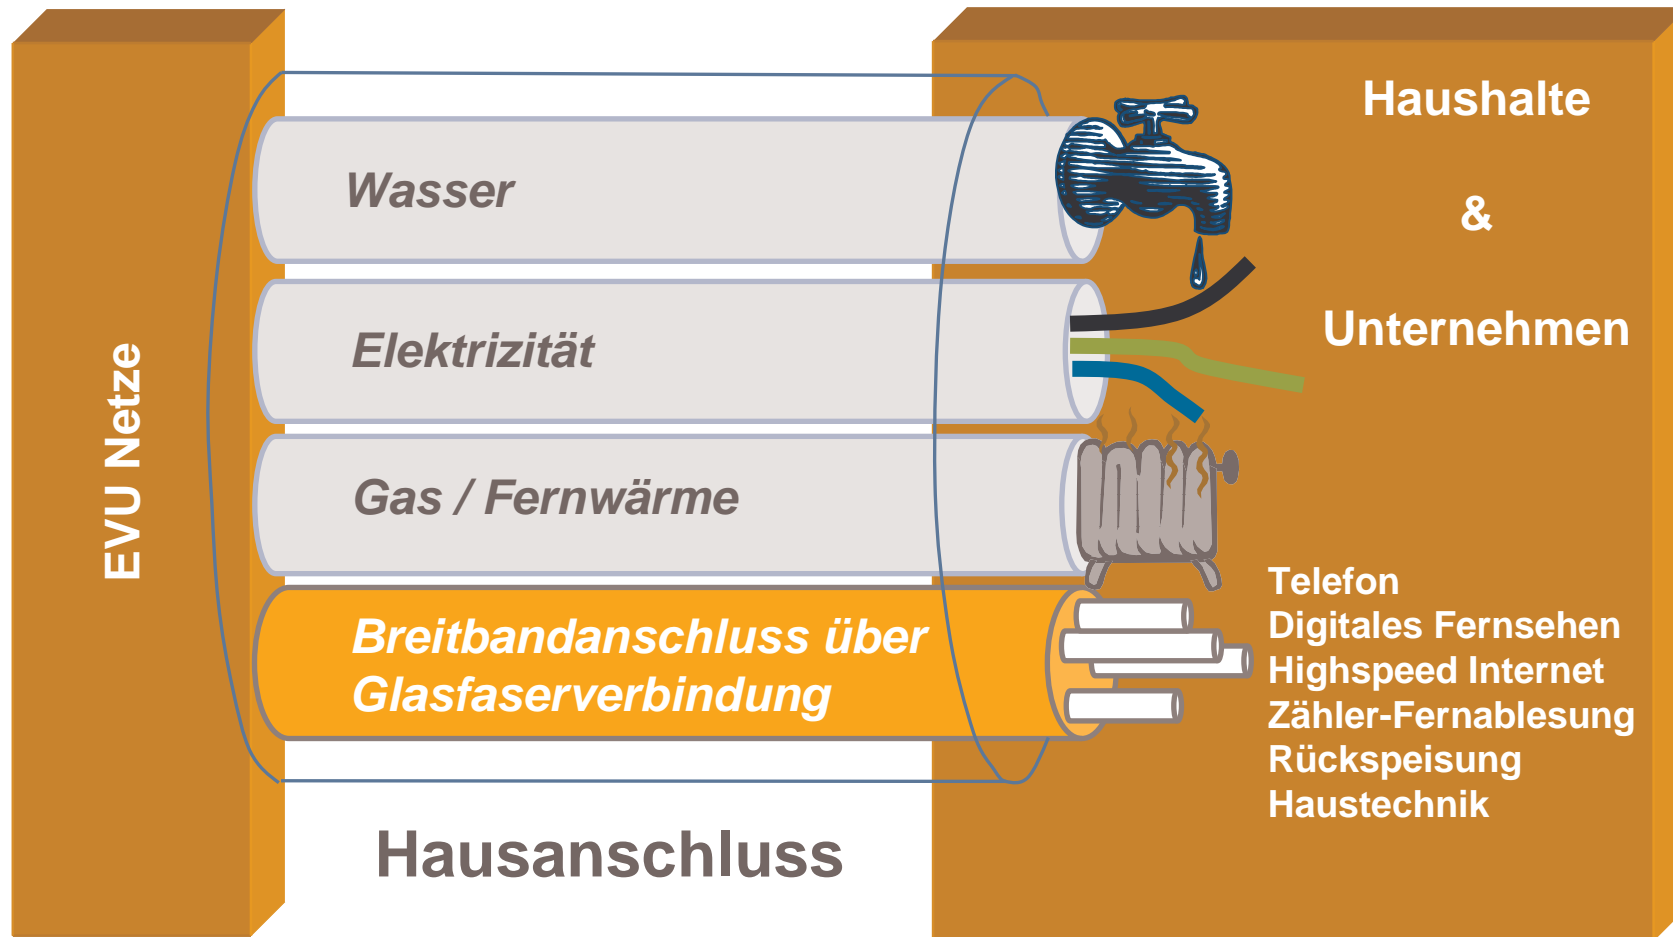 EVU Netze
Wasser
Elektrizität
Gas / Fernwärme
Breitbandanschluss über
Glasfaserverbindung
Hausanschluss
Haushalte
&
Unternehmen
Telefon
Digitales Fernsehen
Highspeed Internet
Zähler-Fernablesung
Rückspeisung
Haustechnik